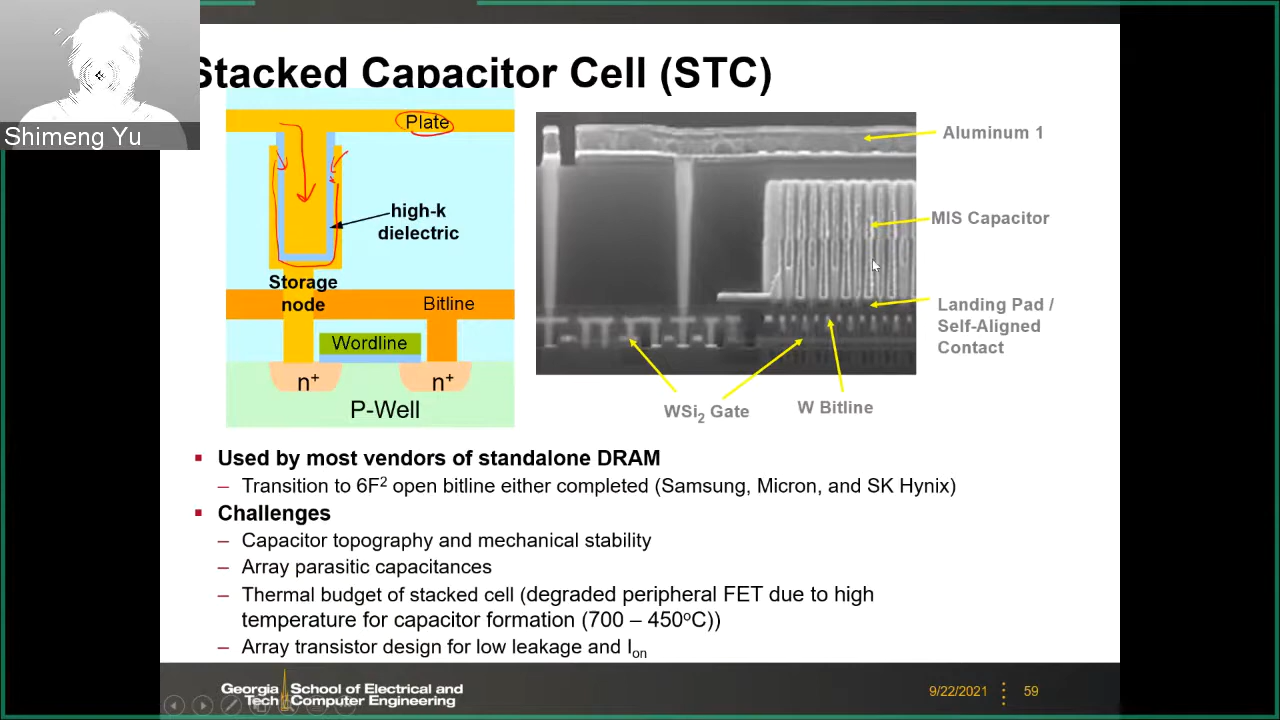 Shimeng Yu
Stacked Capacitor Cell (STC)
Plate
high-k
dielectric
Storage
node
Bitline
Wordline
n⁺
n⁺
P-Well
Aluminum 1
MIS Capacitor
Landing Pad /
Self-Aligned
Contact
WSi₂ Gate
W Bitline
▪ Used by most vendors of standalone DRAM
– Transition to 6F² open bitline either completed (Samsung, Micron, and SK Hynix)
▪ Challenges
– Capacitor topography and mechanical stability
– Array parasitic capacitances
– Thermal budget of stacked cell (degraded peripheral FET due to high
temperature for capacitor formation (700 – 450ºC))
– Array transistor design for low leakage and Iₒₙ
Georgia Tech
School of Electrical and
Computer Engineering
9/22/2021
59